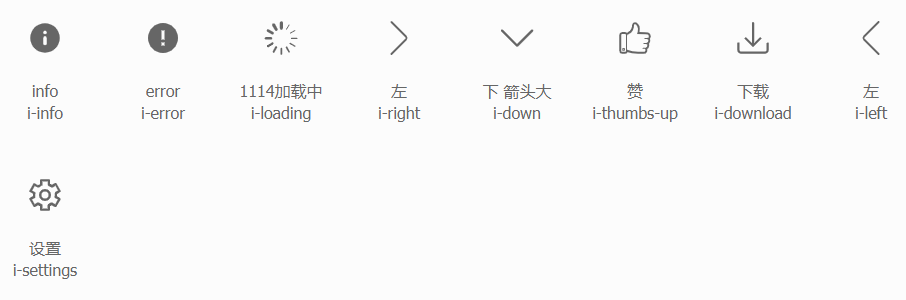 info error 1114加载中 左 下 箭头大 赞 下载 左
i-info i-error i-loading i-right i-down i-thumbs-up i-download i-left
设置
i-settings